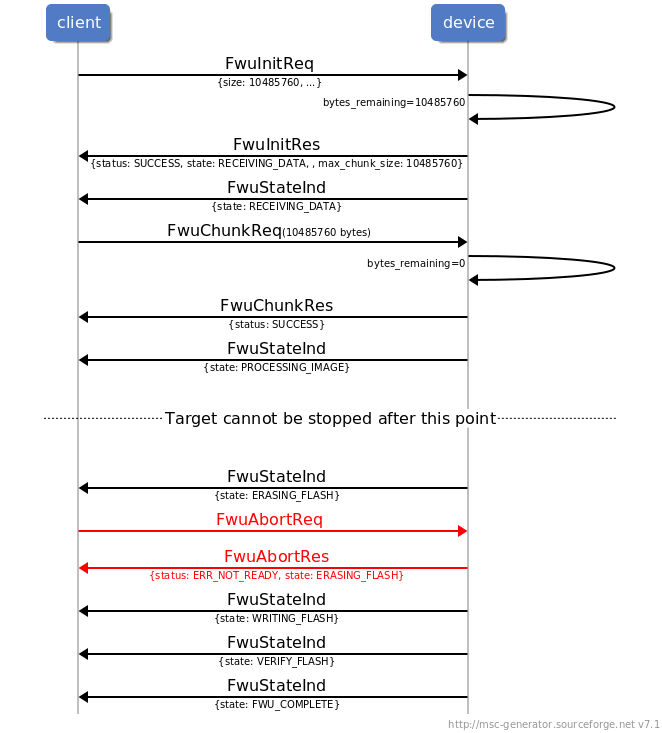 client device
FwuInitReq
{size: 10485760, ...}
bytes_remaining=10485760
FwuInitRes
{status: SUCCESS, state: RECEIVING_DATA, , max_chunk_size: 10485760}
FwuStateInd
{state: RECEIVING_DATA}
FwuChunkReq(10485760 bytes)
bytes_remaining=0
FwuChunkRes
{status: SUCCESS}
FwuStateInd
{state: PROCESSING_IMAGE}
Target cannot be stopped after this point
FwuStateInd
{state: ERASING_FLASH}
FwuAbortReq
FwuAbortRes
{status: ERR_NOT_READY, state: ERASING_FLASH}
FwuStateInd
{state: WRITING_FLASH}
FwuStateInd
{state: VERIFY_FLASH}
FwuStateInd
{state: FWU_COMPLETE}
http://msc-generator.sourceforge.net v7.1